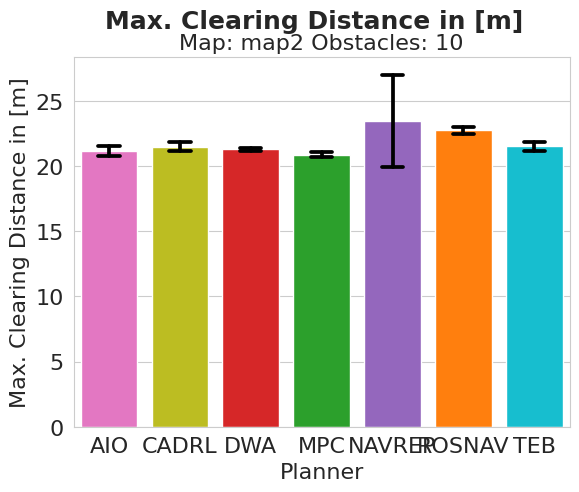 Max. Clearing Distance in [m]
Map: map2 Obstacles: 10
Max. Clearing Distance in [m]
25
20
15
10
5
0
AIO CADRL DWA MPC NAVREP ROSNAV TEB
Planner